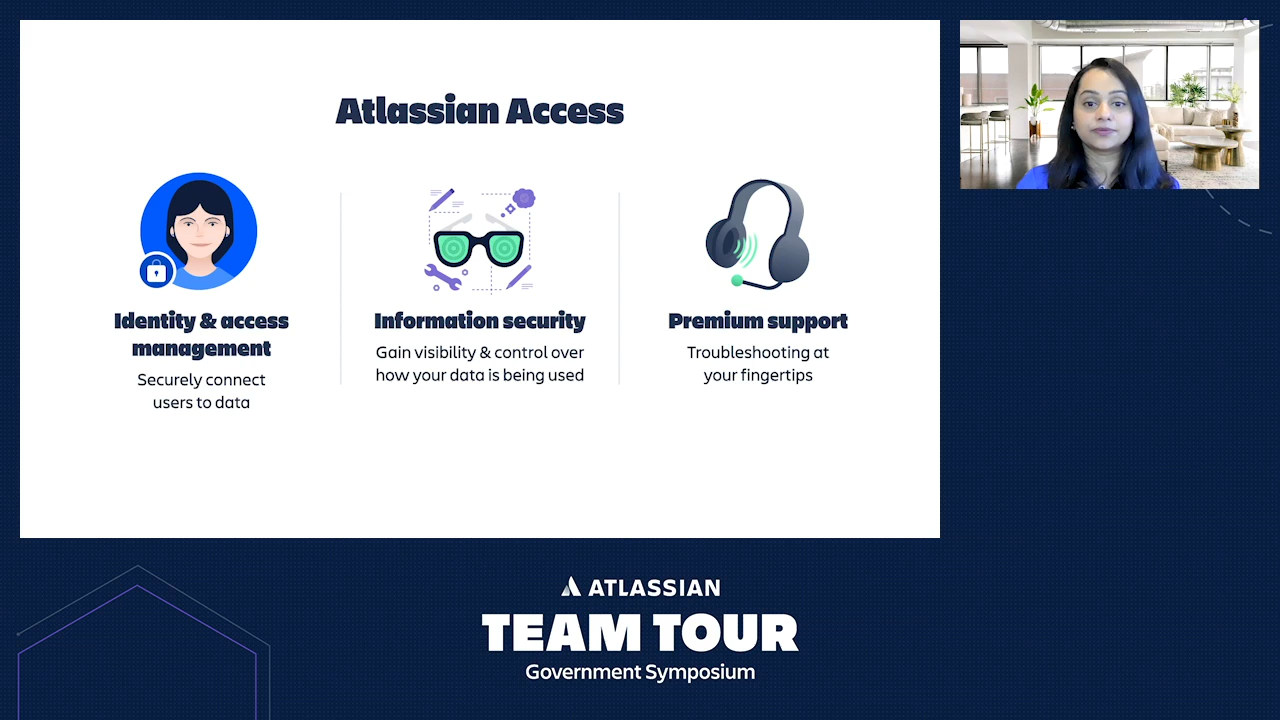 Atlassian Access
Identity & access
management
Securely connect
users to data
Information security
Gain visibility & control over
how your data is being used
Premium support
Troubleshooting at
your fingertips
ATLASSIAN
TEAM TOUR
Government Symposium